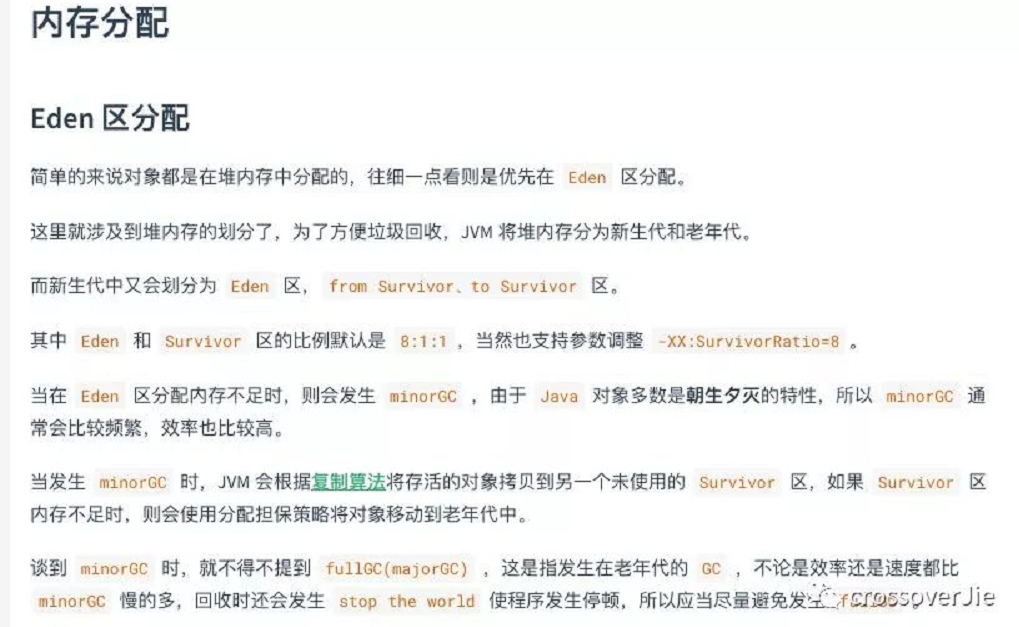 内存分配
Eden 区分配
简单的来说对象都是在堆内存中分配的，往细一点看则是优先在 Eden 区分配。
这里就涉及到堆内存的划分了，为了方便垃圾回收，JVM 将堆内存分为新生代和老年代。
而新生代中又会划分为 Eden 区， from Survivor、to Survivor 区。
其中 Eden 和 Survivor 区的比例默认是 8:1:1 ，当然也支持参数调整 -XX:SurvivorRatio=8 。
当在 Eden 区分配内存不足时，则会发生 minorGC ，由于 Java 对象多数是朝生夕灭的特性，所以 minorGC 通
常会比较频繁，效率也比较高。
当发生 minorGC 时，JVM 会根据复制算法将存活的对象拷贝到另一个未使用的 Survivor 区，如果 Survivor 区
内存不足时，则会使用分配担保策略将对象移动到老年代中。
谈到 minorGC 时，就不得不提到 fullGC(majorGC) ，这是指发生在老年代的 GC ，不论是效率还是速度都比
minorGC 慢的多，回收时还会发生 stop the world 使程序发生停顿，所以应当尽量避免发生
crossoverJie